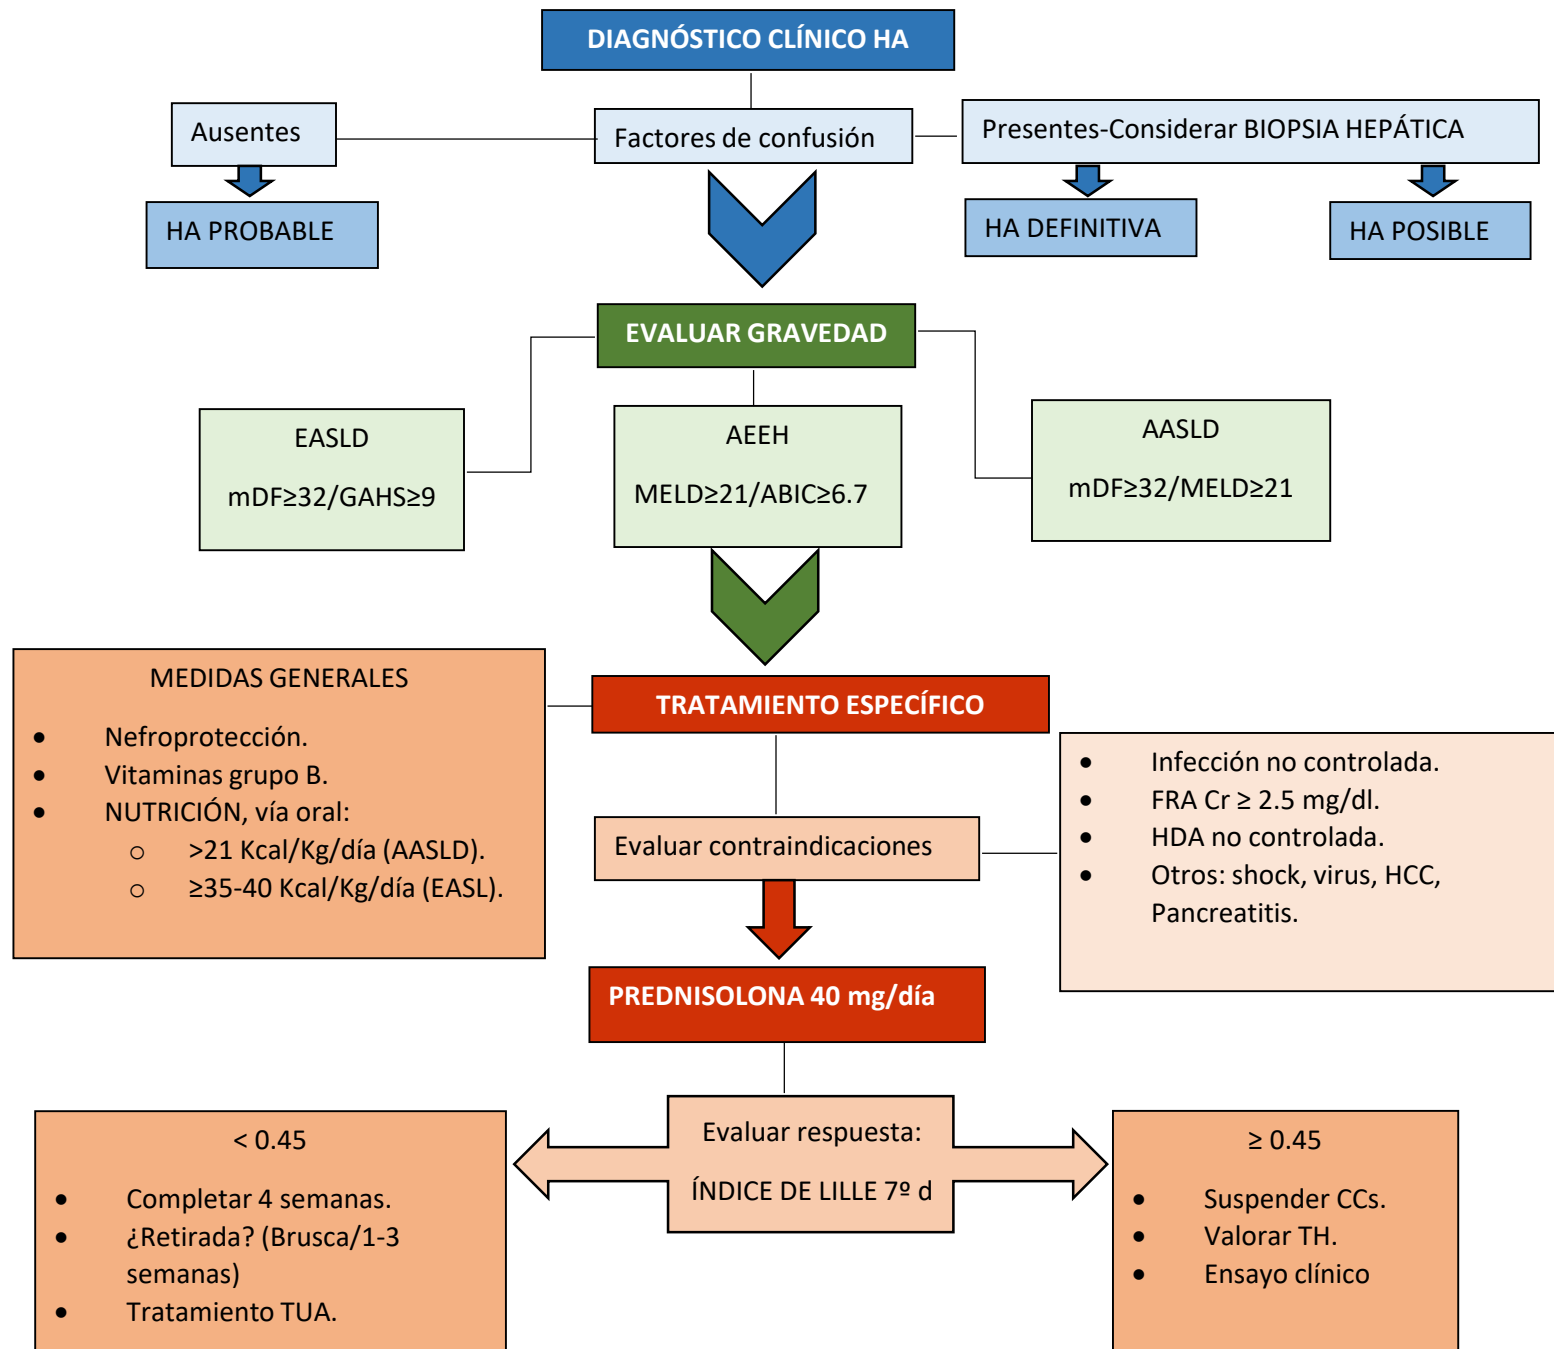 DIAGNÓSTICO CLÍNICO HA
Ausentes
Factores de confusión
Presentes-Considerar BIOPSIA HEPÁTICA
HA PROBABLE
HA DEFINITIVA
HA POSIBLE
EVALUAR GRAVEDAD
EASLD
mDF≥32/GAHS≥9
AEEH
MELD≥21/ABIC≥6.7
AASLD
mDF≥32/MELD≥21
MEDIDAS GENERALES
• Nefroprotección.
• Vitaminas grupo B.
• NUTRICIÓN, vía oral:
o >21 Kcal/Kg/día (AASLD).
o ≥35-40 Kcal/Kg/día (EASL).
TRATAMIENTO ESPECÍFICO
Evaluar contraindicaciones
• Infección no controlada.
• FRA Cr ≥ 2.5 mg/dl.
• HDA no controlada.
• Otros: shock, virus, HCC,
Pancreatitis.
PREDNISOLONA 40 mg/día
Evaluar respuesta:
ÍNDICE DE LILLE 7º d
< 0.45
• Completar 4 semanas.
• ¿Retirada? (Brusca/1-3
semanas)
• Tratamiento TUA.
≥ 0.45
• Suspender CCs.
• Valorar TH.
• Ensayo clínico